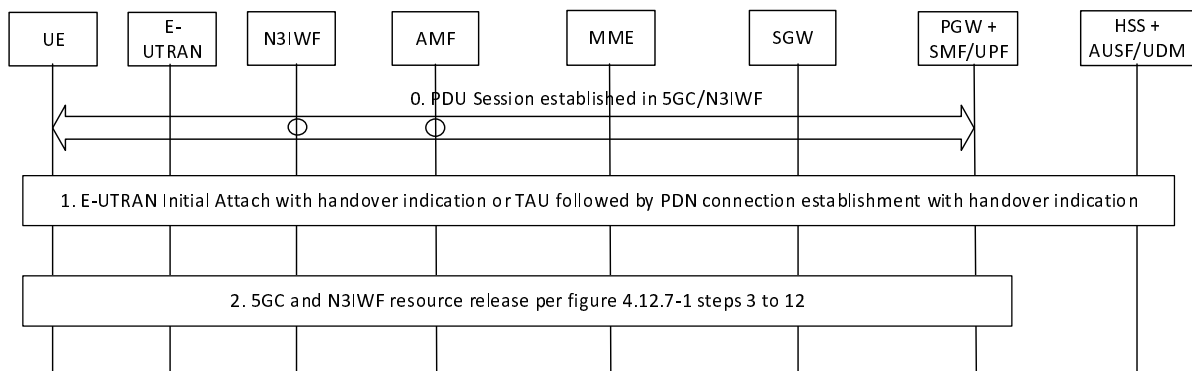 UE
E-
UTRAN
N3IWF
AMF
MME
SGW
PGW +
SMF/UPF
HSS +
AUSF/UDM
0. PDU Session established in 5GC/N3IWF
1. E-UTRAN Initial Attach with handover indication or TAU followed by PDN connection establishment with handover indication
2. 5GC and N3IWF resource release per figure 4.12.7-1 steps 3 to 12